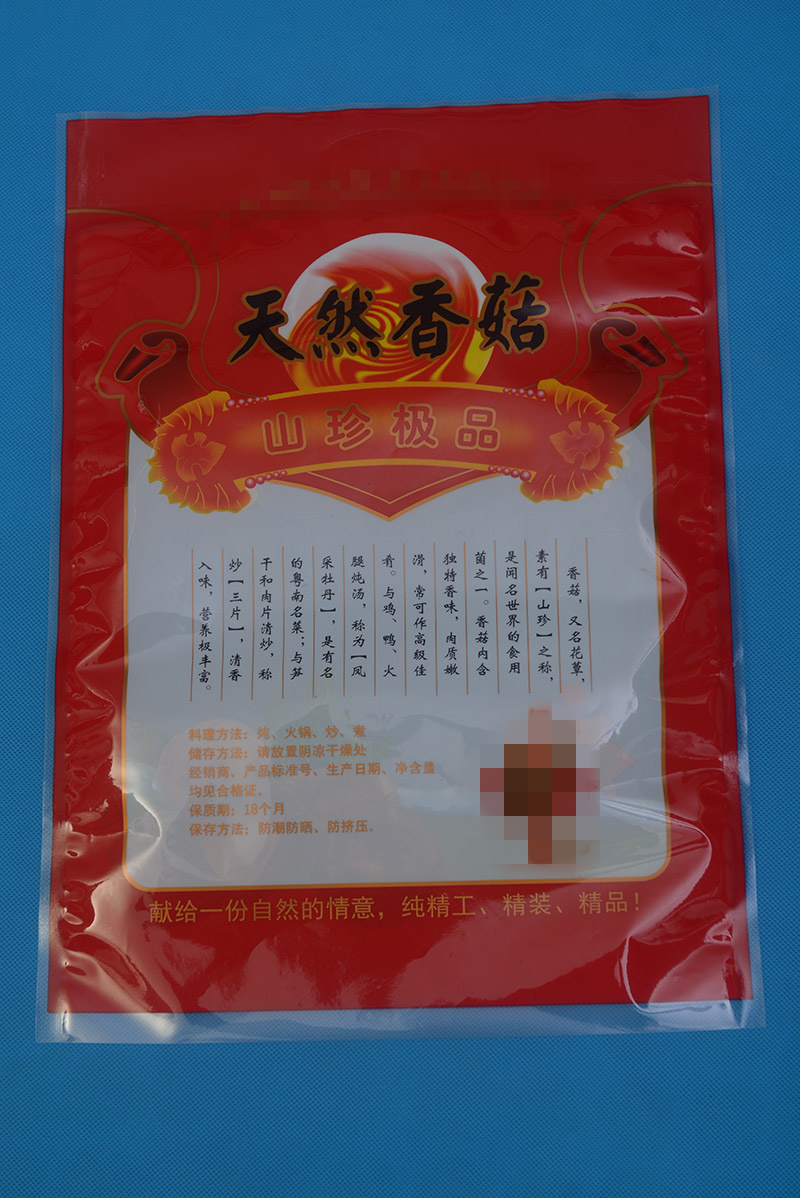 天然香菇
山珍极品
香菇，又名花蕈，
素有【山珍】之称，
是闻名世界的食用
菌之一。香菇内含
独特香味，肉质嫩
滑，常可作高级佳
肴。与鸡、鸭、火
腿炖汤，称为【凤
采牡丹】，是有名
的粤南名菜；与笋
干和肉片清炒，称
炒【三片】，清香
入味，营养极丰富。
料理方法：炖、火锅、炒、煮
储存方法：请放置阴凉干燥处
经销商、产品标准号、生产日期、净含量
均见合格证。
保质期：18个月
保存方法：防潮防晒、防挤压。
献给一份自然的情意，纯精工、精装、精品！